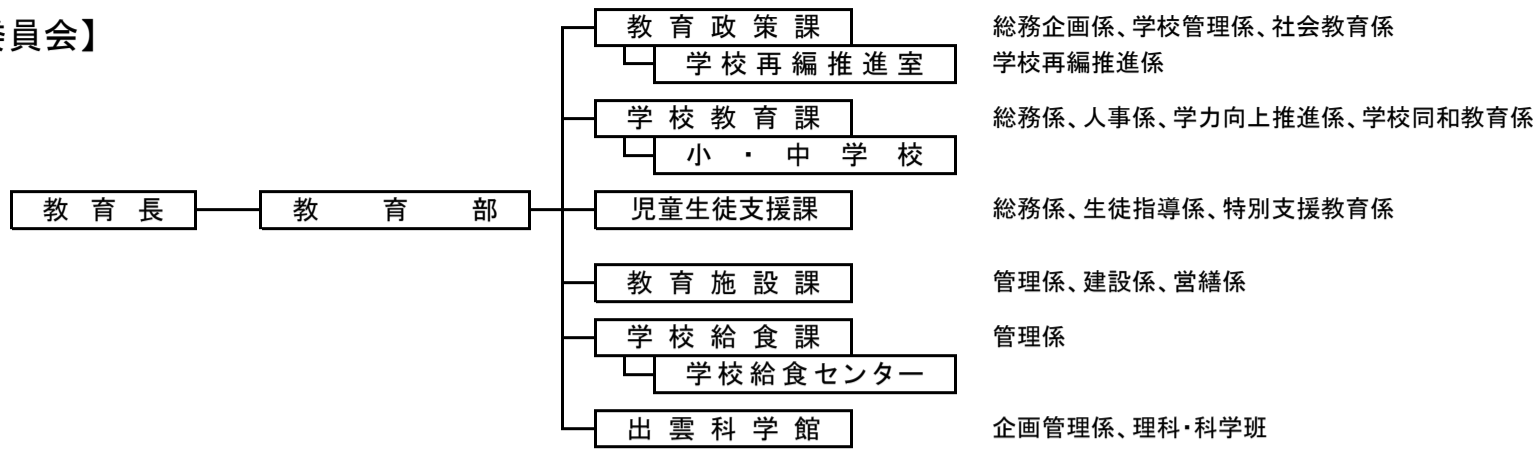 員会】
教育政策課 総務企画係、学校管理係、社会教育係
学校再編推進室 学校再編推進係
学校教育課 総務係、人事係、学力向上推進係、学校同和教育係
小・中学校
教育長 教育部 児童生徒支援課 総務係、生徒指導係、特別支援教育係
教育施設課 管理係、建設係、営繕係
学校給食課 管理係
学校給食センター
出雲科学館 企画管理係、理科・科学班